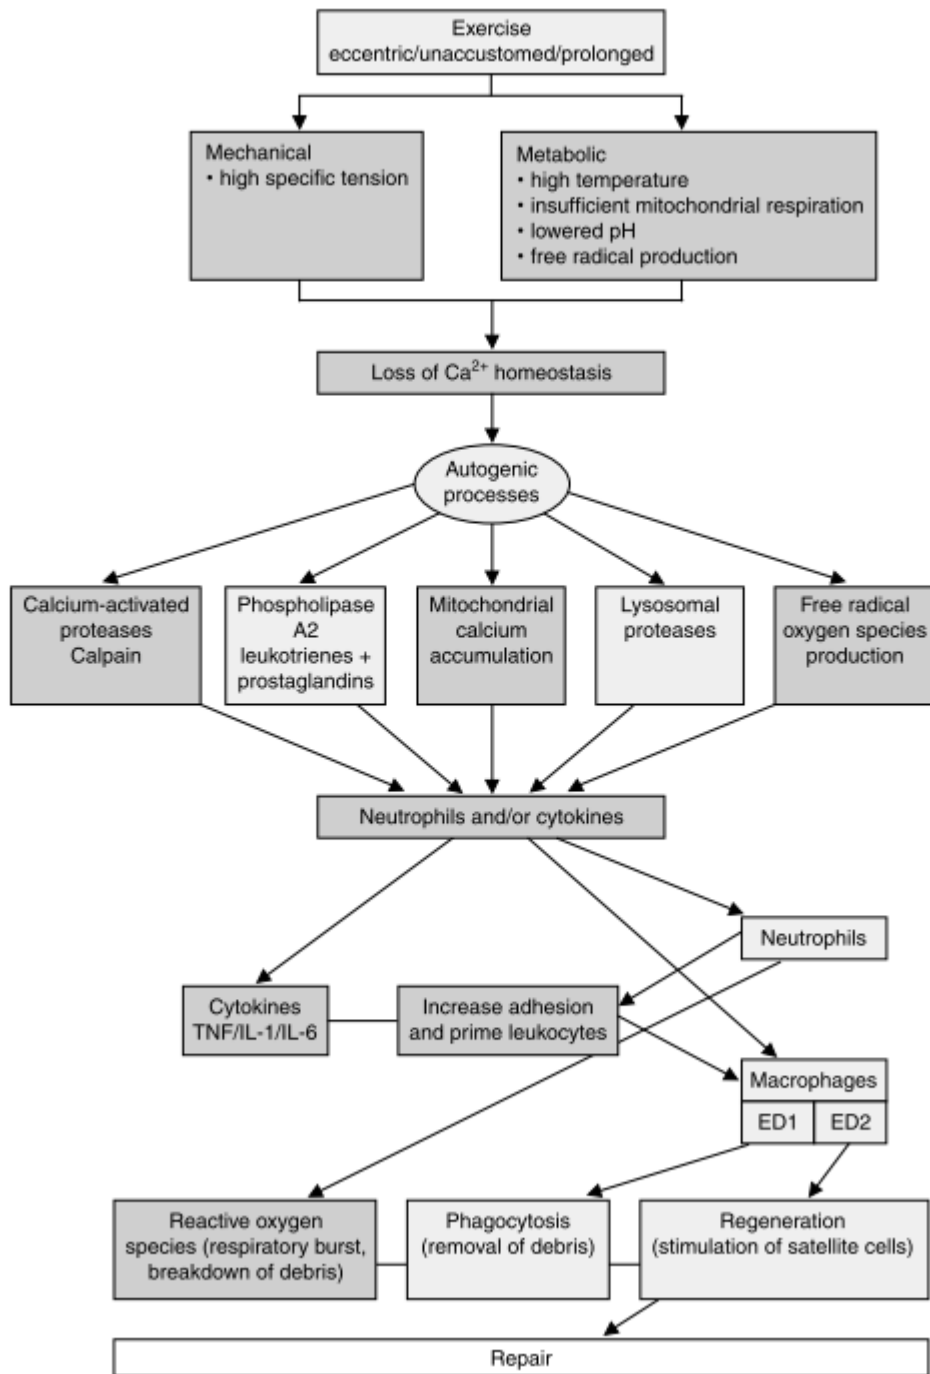 Exercise
eccentric/unaccustomed/prolonged
Mechanical
• high specific tension
Metabolic
• high temperature
• insufficient mitochondrial respiration
• lowered pH
• free radical production
Loss of Ca²⁺ homeostasis
Autogenic
processes
Calcium-activated
proteases
Calpain
Phospholipase
A2
leukotrienes +
prostaglandins
Mitochondrial
calcium
accumulation
Lysosomal
proteases
Free radical
oxygen species
production
Neutrophils and/or cytokines
Neutrophils
Cytokines
TNF/IL-1/IL-6
Increase adhesion
and prime leukocytes
Macrophages
ED1
ED2
Reactive oxygen
species (respiratory burst,
breakdown of debris)
Phagocytosis
(removal of debris)
Regeneration
(stimulation of satellite cells)
Repair